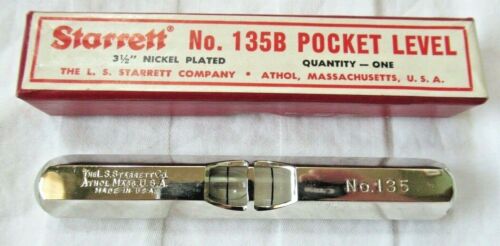 Starrett No. 135B POCKET LEVEL
3½" NICKEL PLATED QUANTITY—ONE
THE L. S. STARRETT COMPANY • ATHOL, MASSACHUSETTS, U. S. A.
THE L.S. STARRETT CO.
ATHOL, MASS. U.S.A.
MADE IN U.S.A.
No.135